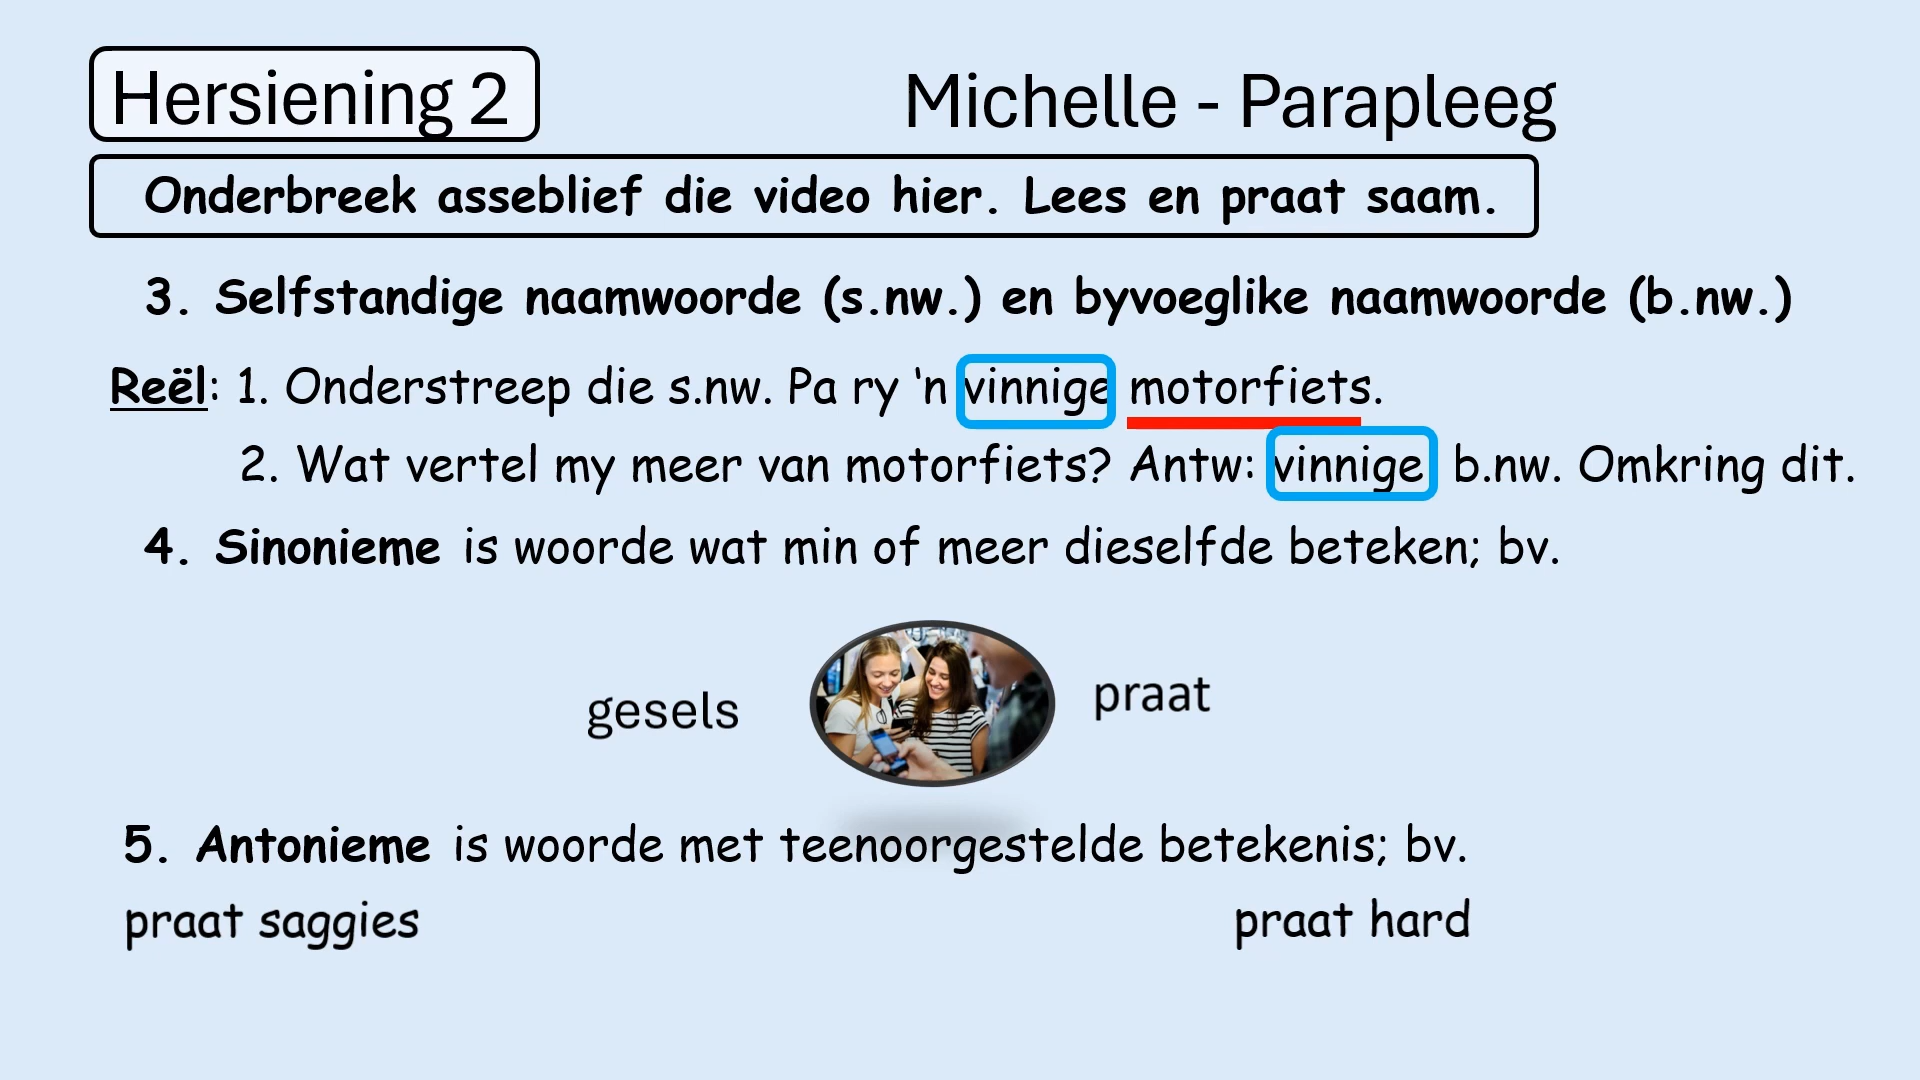 Hersiening 2
Michelle - Parapleeg
Onderbreek asseblief die video hier. Lees en praat saam.
3. Selfstandige naamwoorde (s.nw.) en byvoeglike naamwoorde (b.nw.)
Reël: 1. Onderstreep die s.nw. Pa ry ‘n vinnige motorfiets.
2. Wat vertel my meer van motorfiets? Antw: vinnige b.nw. Omkring dit.
4. Sinonieme is woorde wat min of meer dieselfde beteken; bv.
gesels
praat
5. Antonieme is woorde met teenoorgestelde betekenis; bv.
praat saggies
praat hard